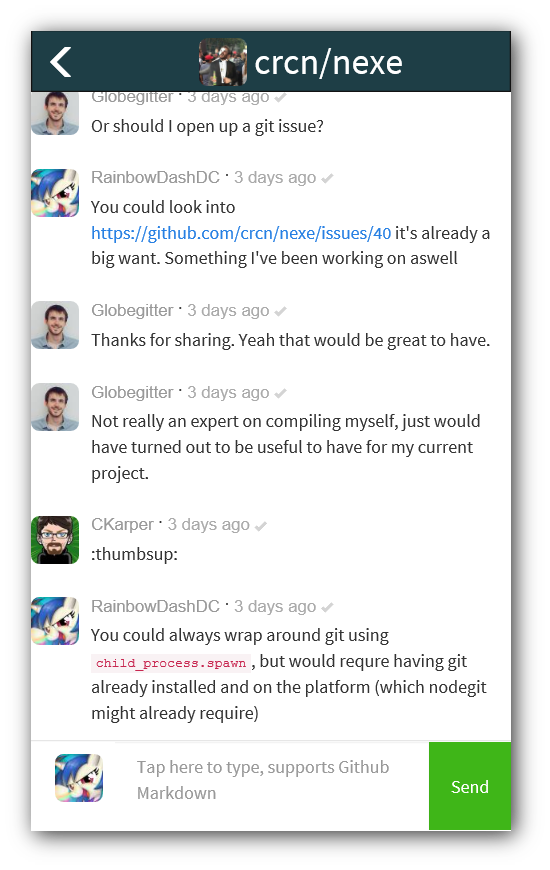 crcn/nexe
Globegitter · 3 days ago
Or should I open up a git issue?
RainbowDashDC · 3 days ago
You could look into
https://github.com/crcn/nexe/issues/40 it's already a
big want. Something I've been working on aswell
Globegitter · 3 days ago
Thanks for sharing. Yeah that would be great to have.
Globegitter · 3 days ago
Not really an expert on compiling myself, just would
have turned out to be useful to have for my current
project.
CKarper · 3 days ago
:thumbsup:
RainbowDashDC · 3 days ago
You could always wrap around git using
child_process.spawn, but would requre having git
already installed and on the platform (which nodegit
might already require)
Tap here to type, supports Github
Markdown
Send